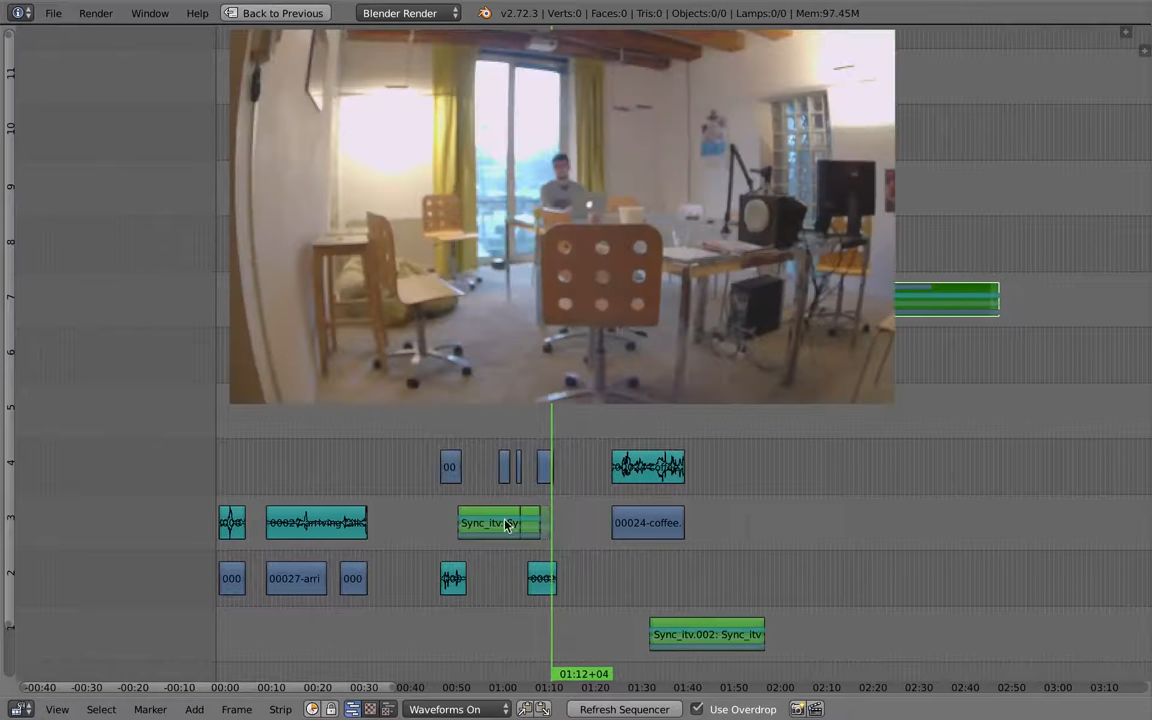 File Render Window Help Back to Previous Blender Render v2.72.3 | Verts:0 | Faces:0 | Tris:0 | Objects:0/0 | Lamps:0/0 | Mem:97.45M
11
10
9
8
7
6
5
4
00
3
Sync_itv: Sy
00024-coffee.
2
000
00027-arri
000
1
Sync_itv.002: Sync_itv
01:12+04
-00:40 -00:30 -00:20 -00:10 00:00 00:10 00:20 00:30 00:40 00:50 01:00 01:10 01:20 01:30 01:40 01:50 02:00 02:10 02:20 02:30 02:40 02:50 03:00 03:10
View Select Marker Add Frame Strip Waveforms On Refresh Sequencer Use Overdrop